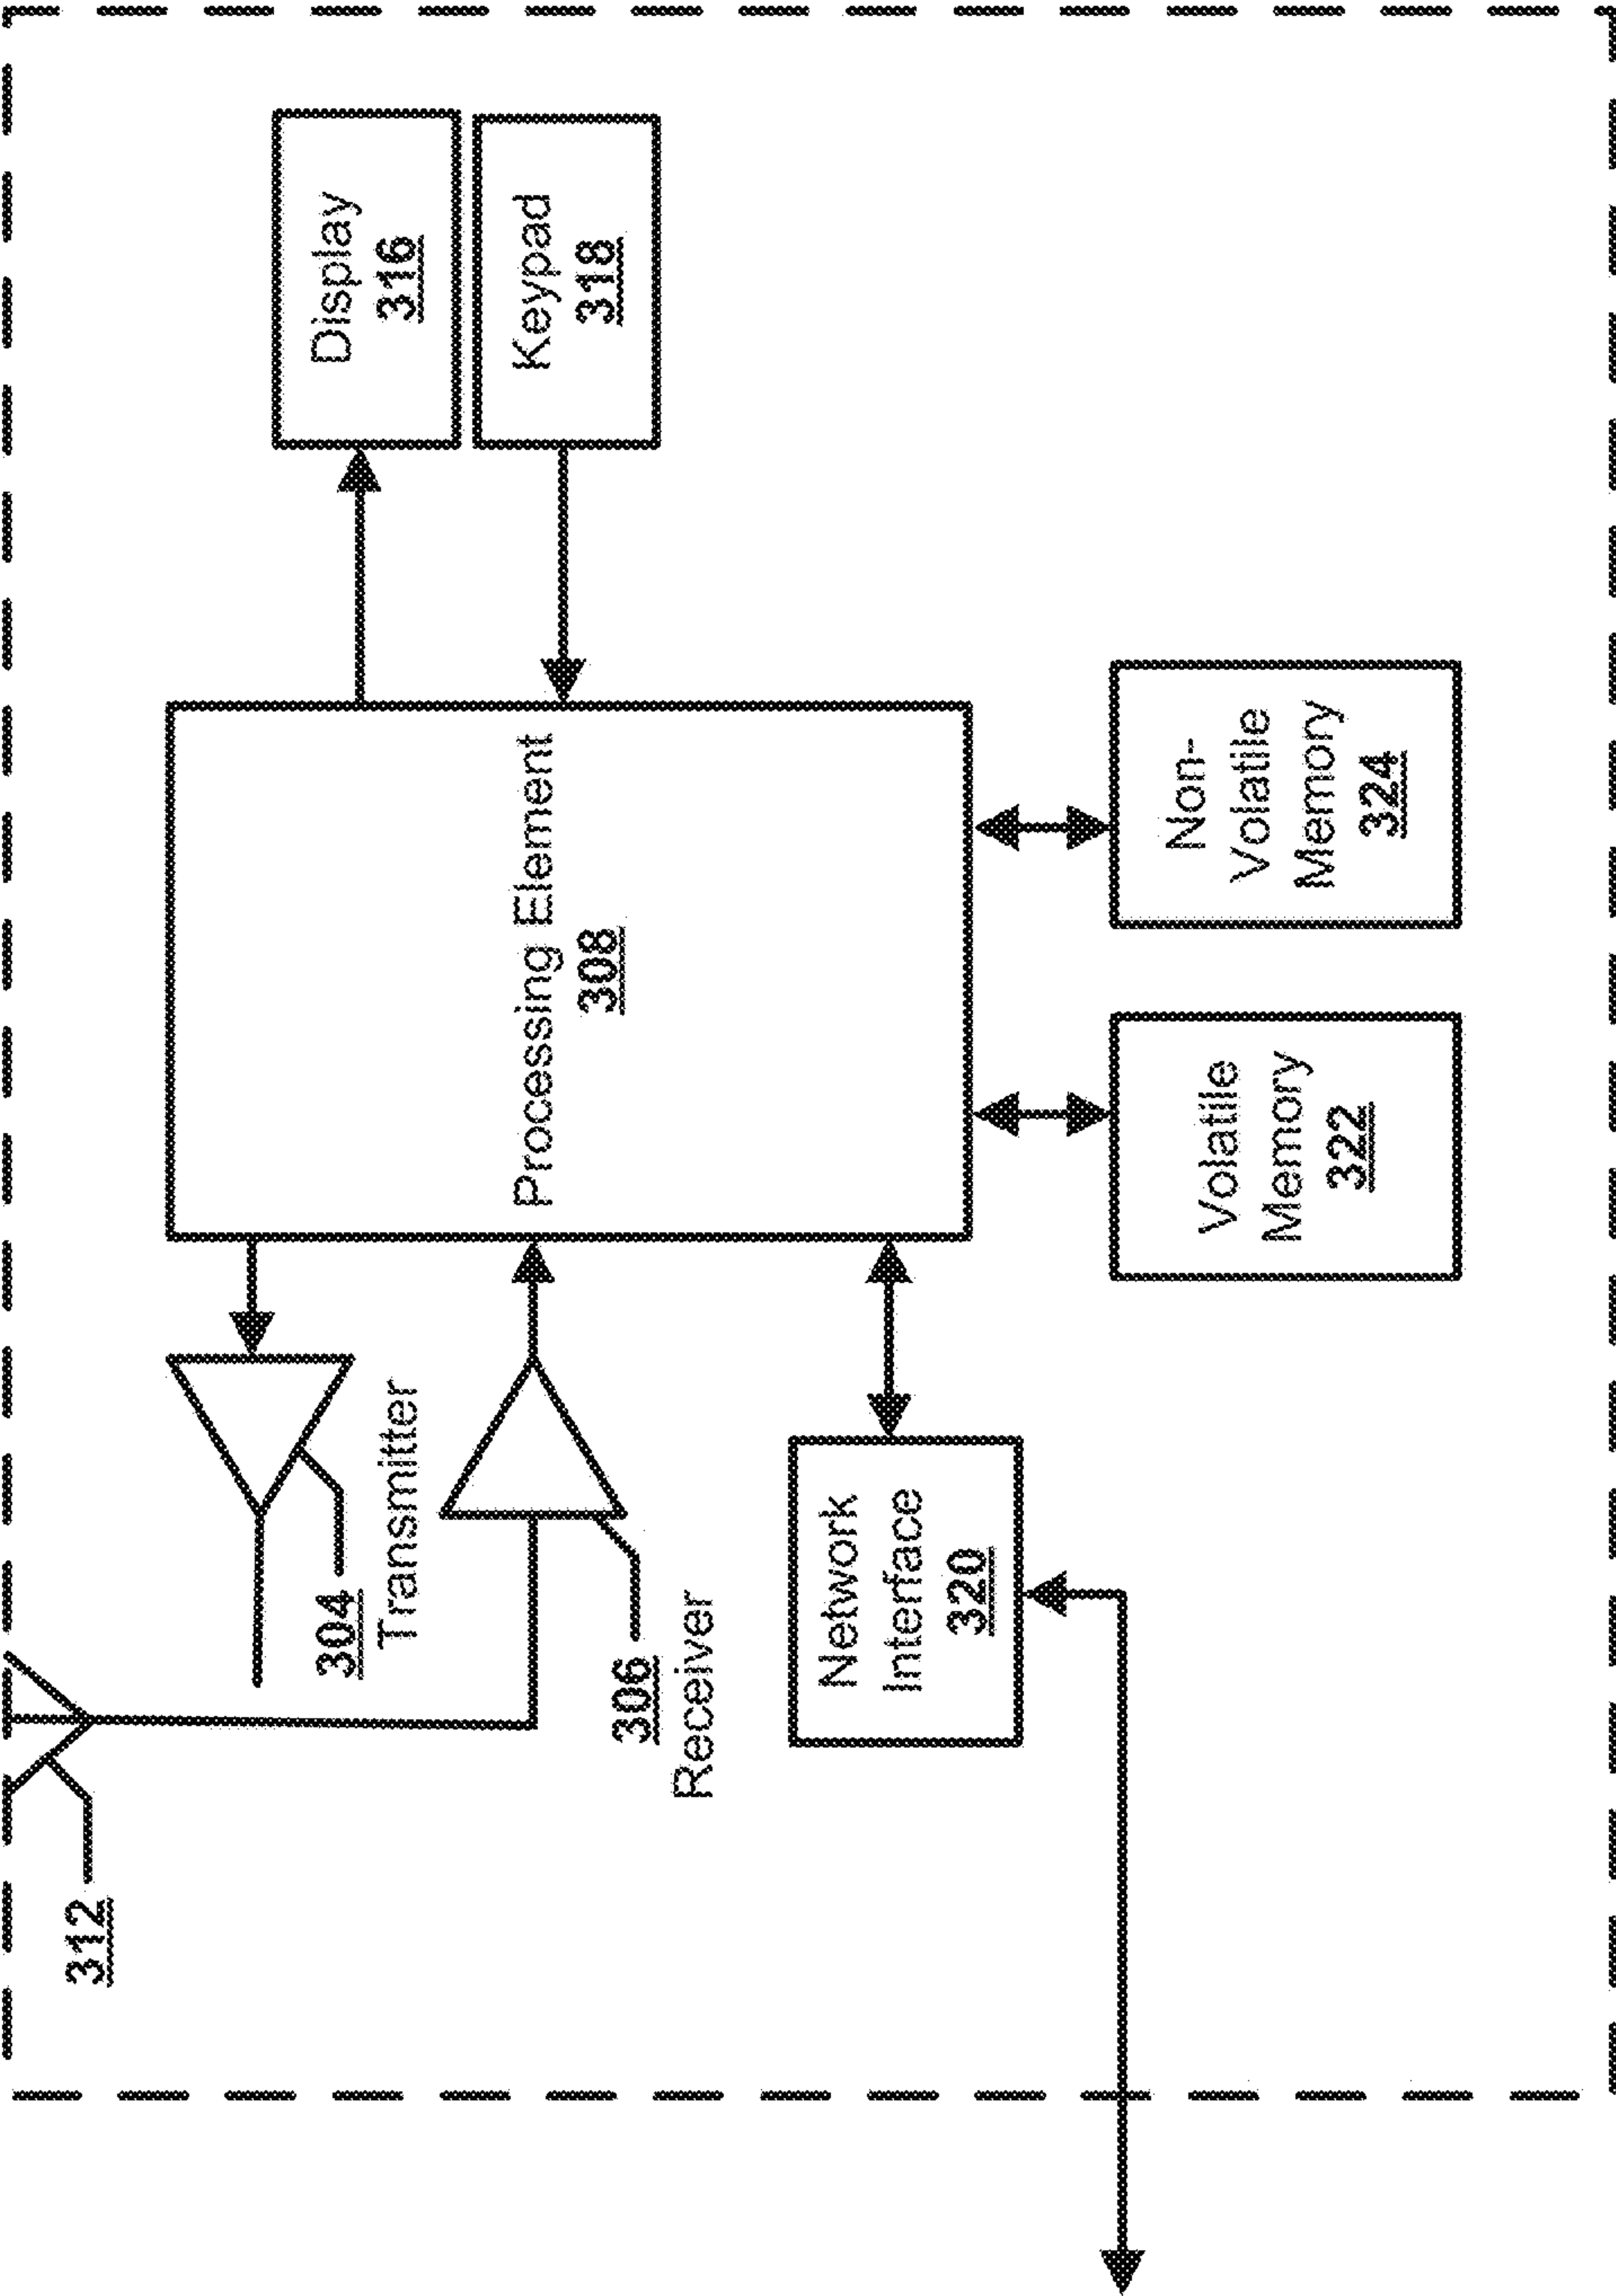 312
304
Transmitter
306
Receiver
Network
Interface
320
Processing Element
308
Volatile
Memory
322
Non-
Volatile
Memory
324
Display
316
Keypad
318